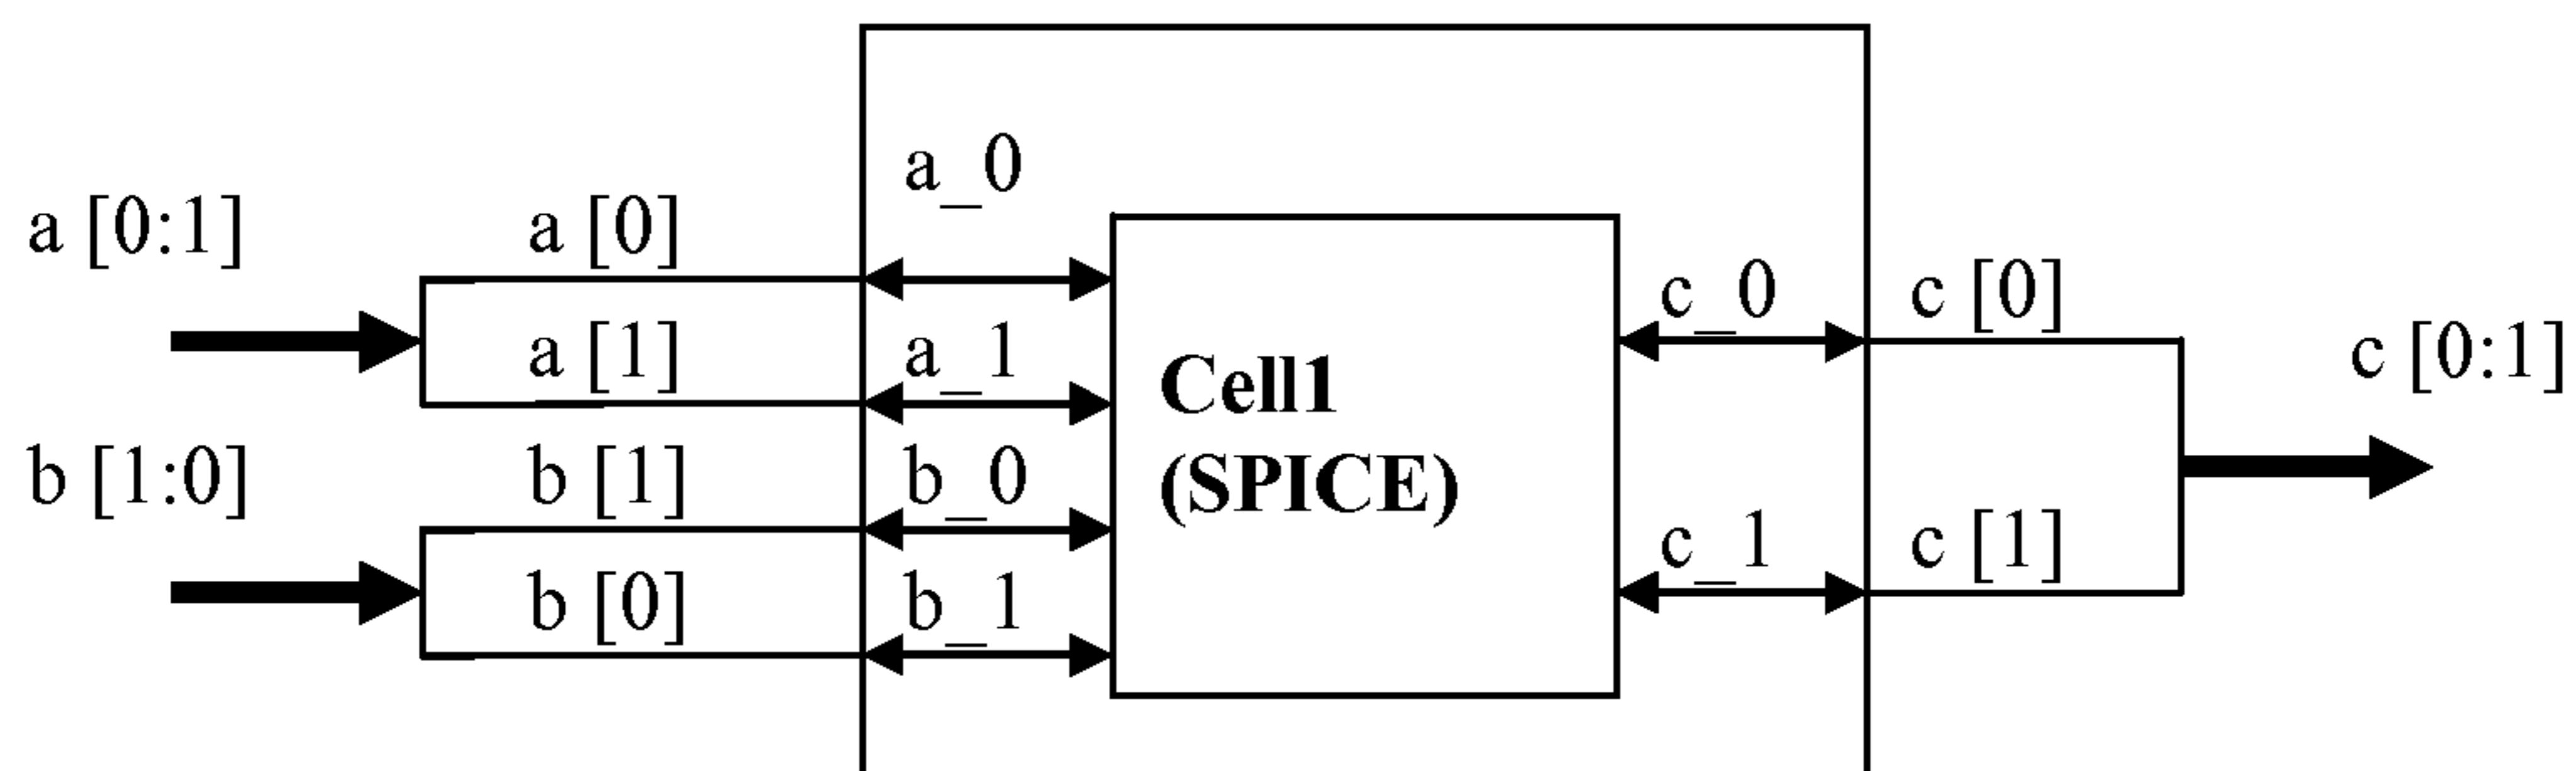 a [0:1]
a [0]
a_0
a [1]
a_1
b [1:0]
b [1]
b_0
b [0]
b_1
Cell1
(SPICE)
c_0
c [0]
c_1
c [1]
c [0:1]